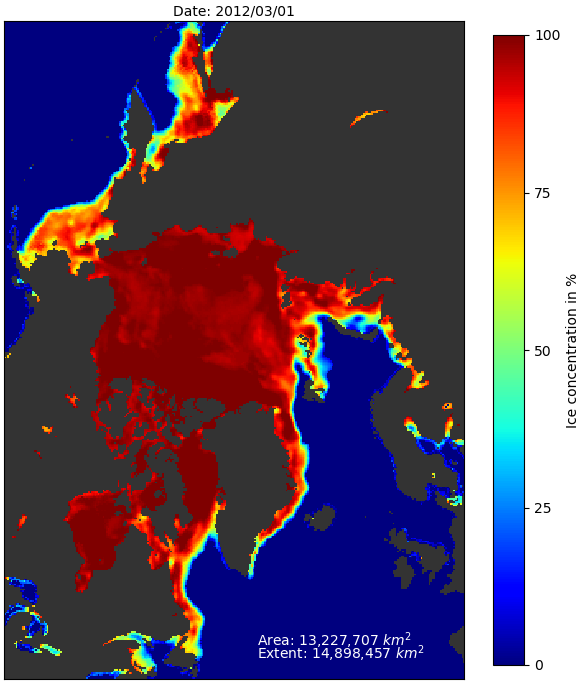 Date: 2012/03/01
100
75
50
25
0
Ice concentration in %
Area: 13,227,707 km²
Extent: 14,898,457 km²